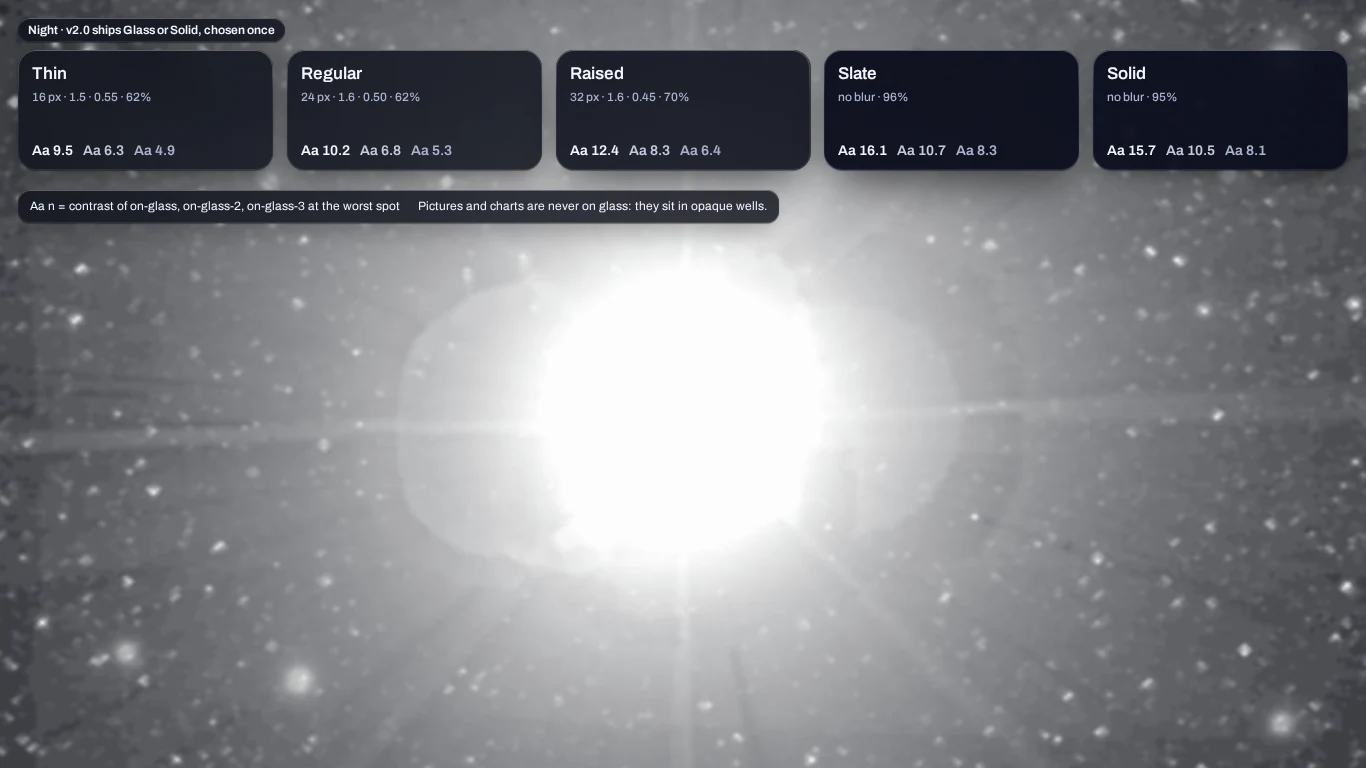 Night · v2.0 ships Glass or Solid, chosen once
Thin
16 px · 1.5 · 0.55 · 62%
Aa 9.5 Aa 6.3 Aa 4.9
Regular
24 px · 1.6 · 0.50 · 62%
Aa 10.2 Aa 6.8 Aa 5.3
Raised
32 px · 1.6 · 0.45 · 70%
Aa 12.4 Aa 8.3 Aa 6.4
Slate
no blur · 96%
Aa 16.1 Aa 10.7 Aa 8.3
Solid
no blur · 95%
Aa 15.7 Aa 10.5 Aa 8.1
Aa n = contrast of on-glass, on-glass-2, on-glass-3 at the worst spot Pictures and charts are never on glass: they sit in opaque wells.